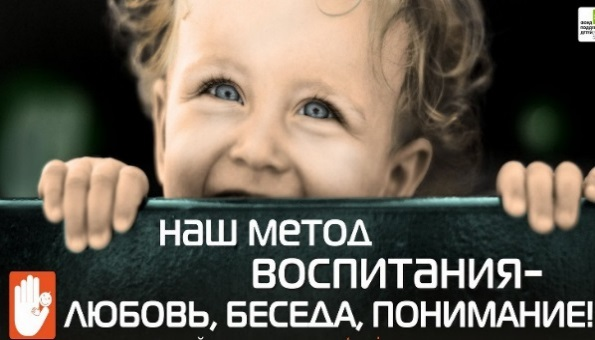 наш метод
воспитания-
любовь, беседа, понимание!